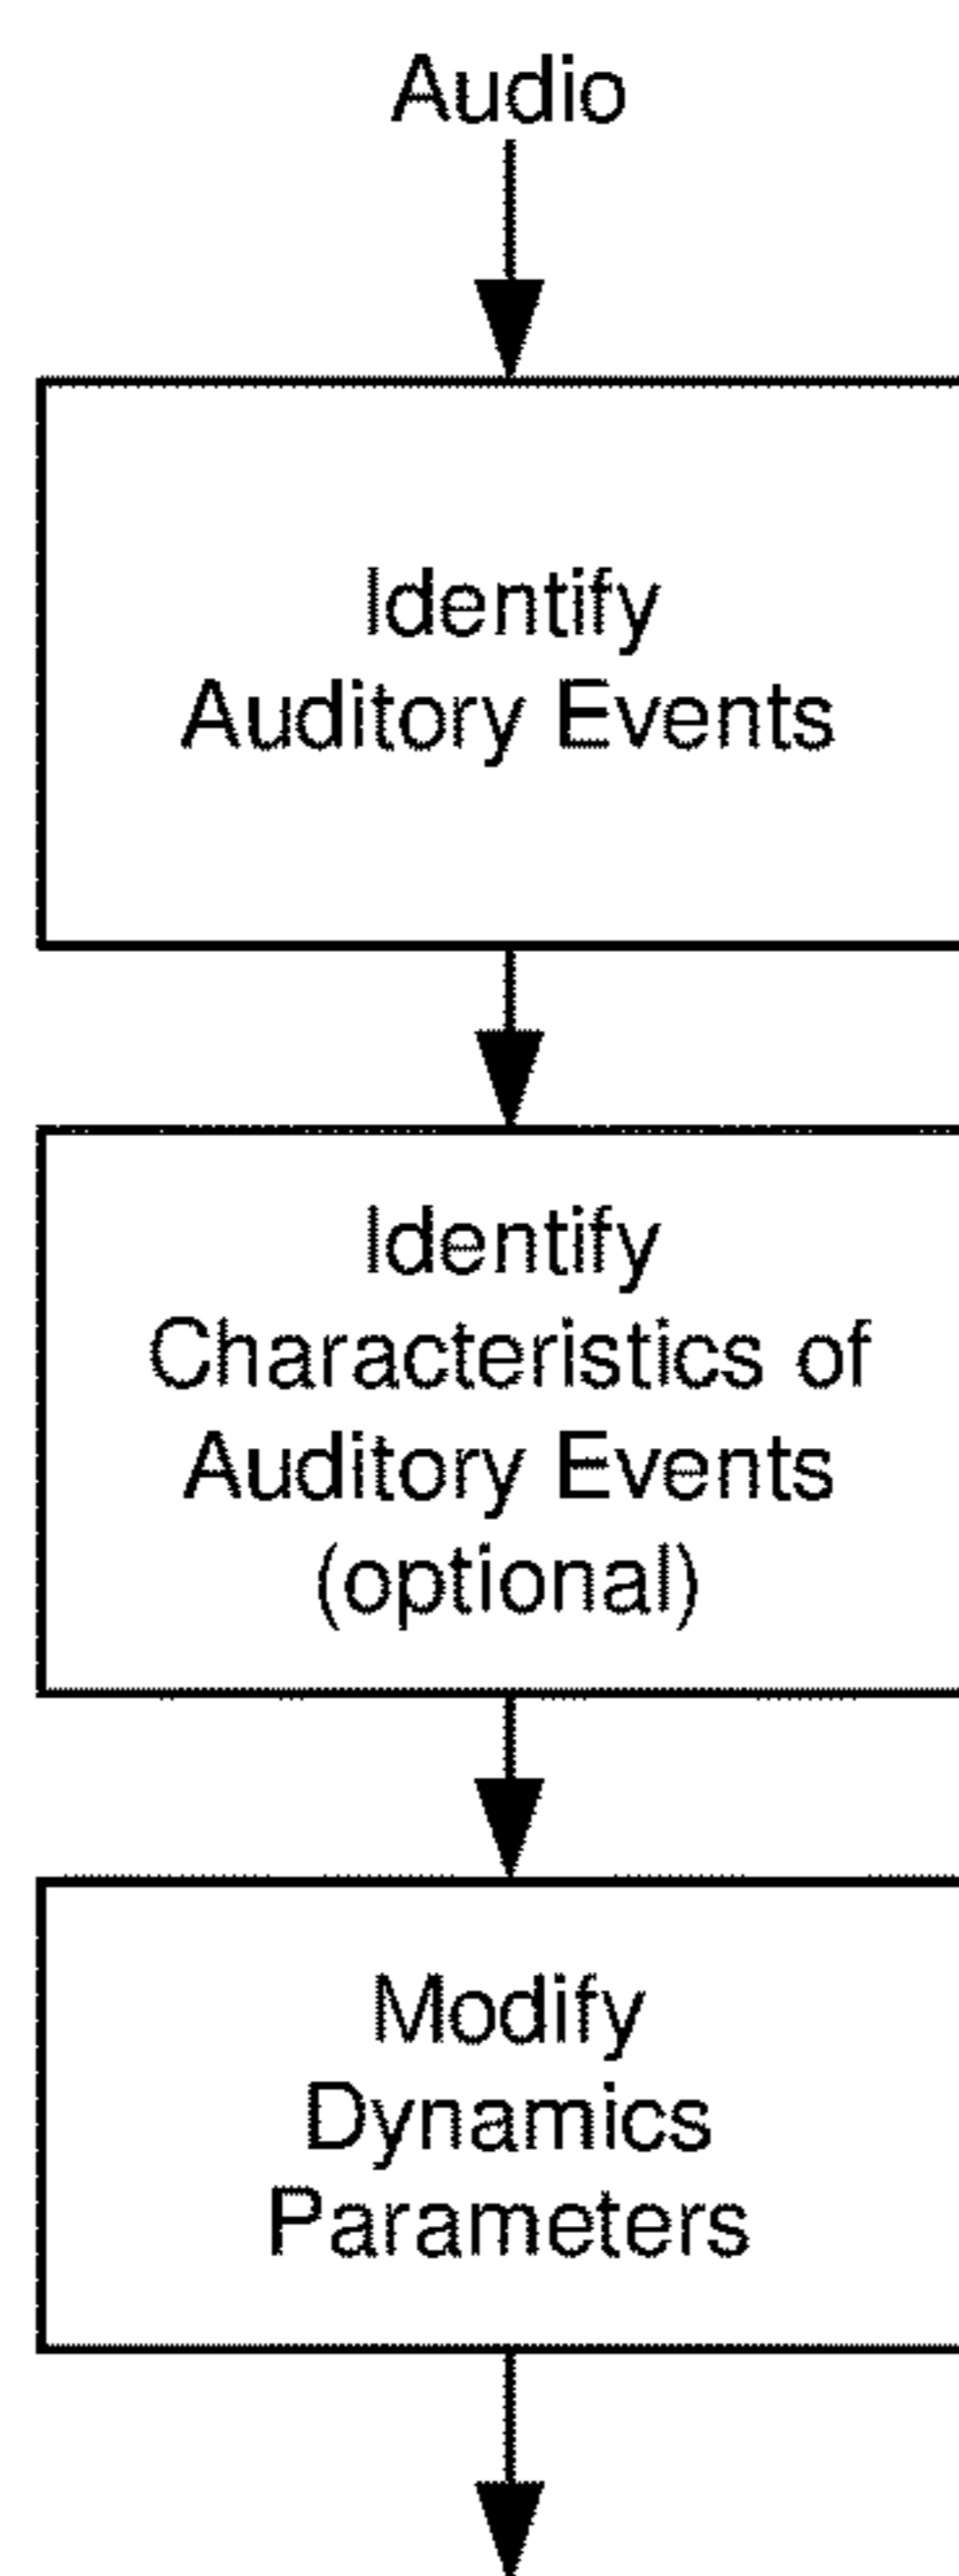 Audio
Identify
Auditory Events
Identify
Characteristics of
Auditory Events
(optional)
Modify
Dynamics
Parameters